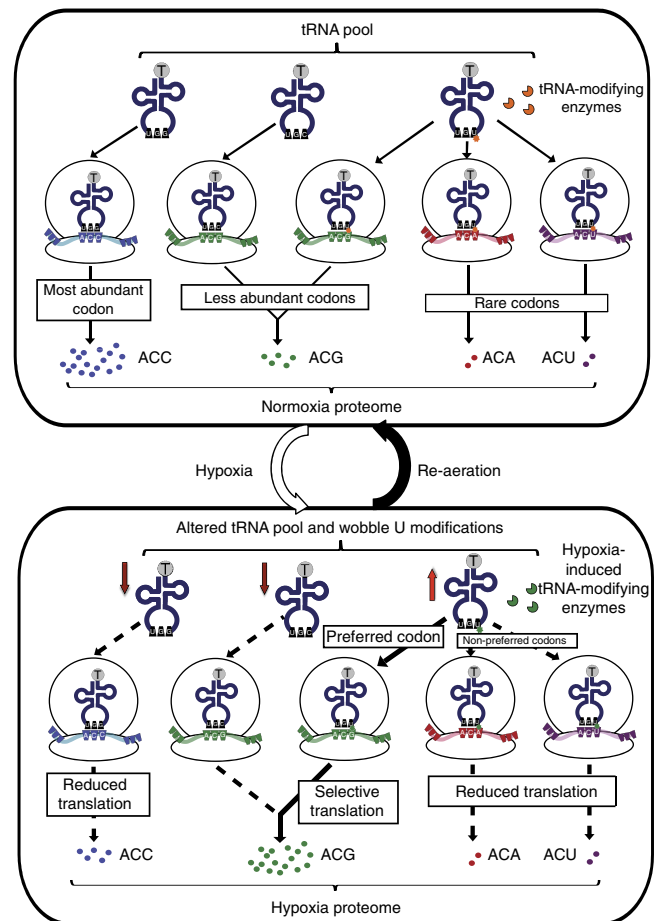 tRNA pool
T
T
T
tRNA-modifying
enzymes
U G G
U G C
U G U
T
T
T
T
T
A C C
A C G
A C G
A C A
A C U
Most abundant
codon
Less abundant codons
Rare codons
ACC
ACG
ACA
ACU
Normoxia proteome
Hypoxia
Re-aeration
Altered tRNA pool and wobble U modifications
T
T
T
Hypoxia-
induced
tRNA-modifying
enzymes
U G G
U G C
U G U
Preferred codon
Non-preferred codons
T
T
T
T
T
A C C
A C G
A C G
A C A
A C U
Reduced
translation
Selective
translation
Reduced translation
ACC
ACG
ACA
ACU
Hypoxia proteome